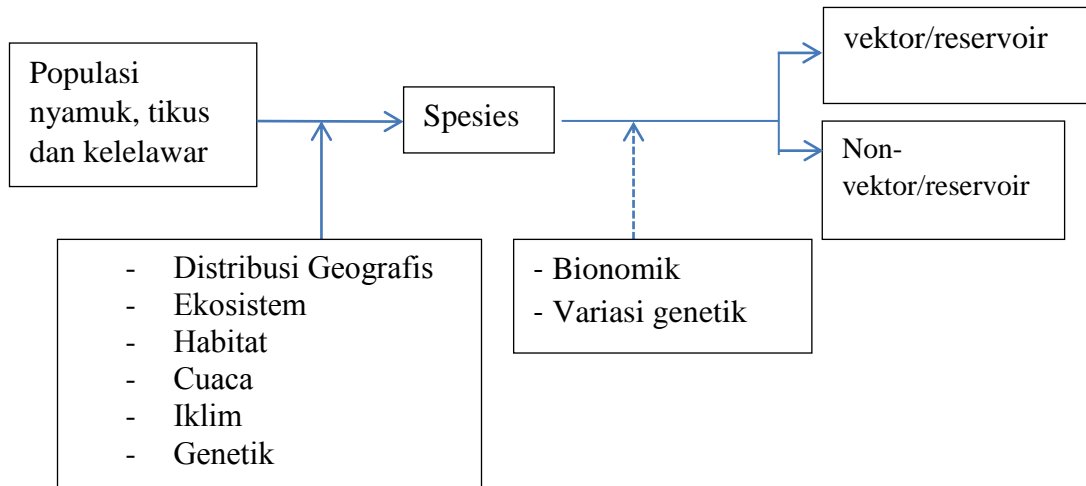 Populasi
nyamuk, tikus
dan kelelawar
Spesies
vektor/reservoir
Non-
vektor/reservoir
- Distribusi Geografis
- Ekosistem
- Habitat
- Cuaca
- Iklim
- Genetik
- Bionomik
- Variasi genetik